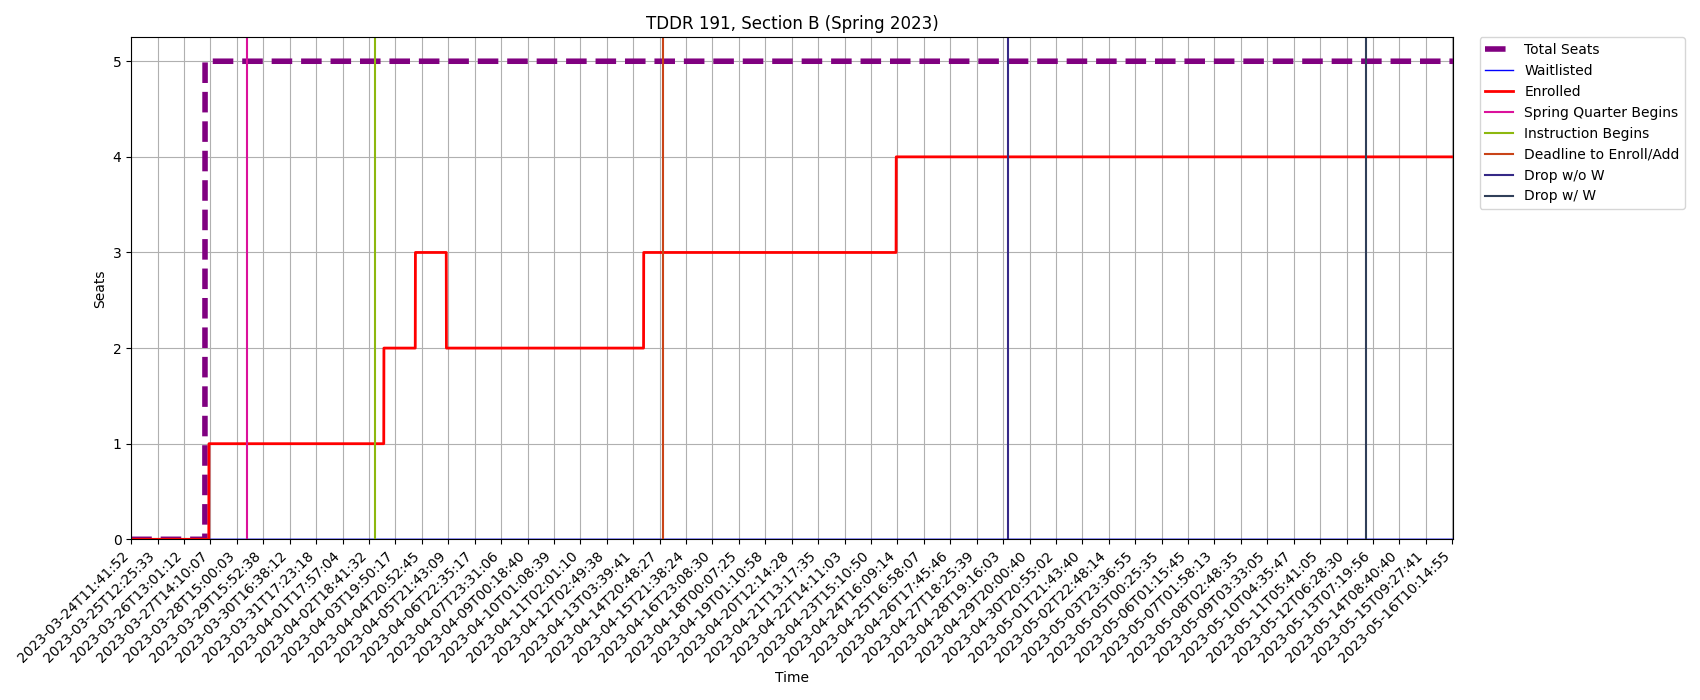 TDDR 191, Section B (Spring 2023)
Total Seats
Waitlisted
Enrolled
Spring Quarter Begins
Instruction Begins
Deadline to Enroll/Add
Drop w/o W
Drop w/ W
Seats
5
4
3
2
1
0
2023-03-24T11:41:52
2023-03-25T12:25:33
2023-03-26T13:01:12
2023-03-27T14:10:07
2023-03-28T15:00:03
2023-03-29T15:52:38
2023-03-30T16:38:12
2023-03-31T17:23:18
2023-04-01T17:57:04
2023-04-02T18:41:32
2023-04-03T19:50:17
2023-04-04T20:52:45
2023-04-05T21:43:09
2023-04-06T22:35:17
2023-04-07T23:31:06
2023-04-09T00:18:40
2023-04-10T01:08:39
2023-04-11T02:01:10
2023-04-12T02:49:38
2023-04-13T03:39:41
2023-04-14T20:48:27
2023-04-15T21:38:24
2023-04-16T23:08:30
2023-04-18T00:07:25
2023-04-19T01:10:58
2023-04-20T12:14:28
2023-04-21T13:17:35
2023-04-22T14:11:03
2023-04-23T15:10:50
2023-04-24T16:09:14
2023-04-25T16:58:07
2023-04-26T17:45:46
2023-04-27T18:25:39
2023-04-28T19:16:03
2023-04-29T20:00:40
2023-04-30T20:55:02
2023-05-01T21:43:40
2023-05-02T22:48:14
2023-05-03T23:36:55
2023-05-05T00:25:35
2023-05-06T01:15:45
2023-05-07T01:58:13
2023-05-08T02:48:35
2023-05-09T03:33:05
2023-05-10T04:35:47
2023-05-11T05:41:05
2023-05-12T06:28:30
2023-05-13T07:19:56
2023-05-14T08:40:40
2023-05-15T09:27:41
2023-05-16T10:14:55
Time